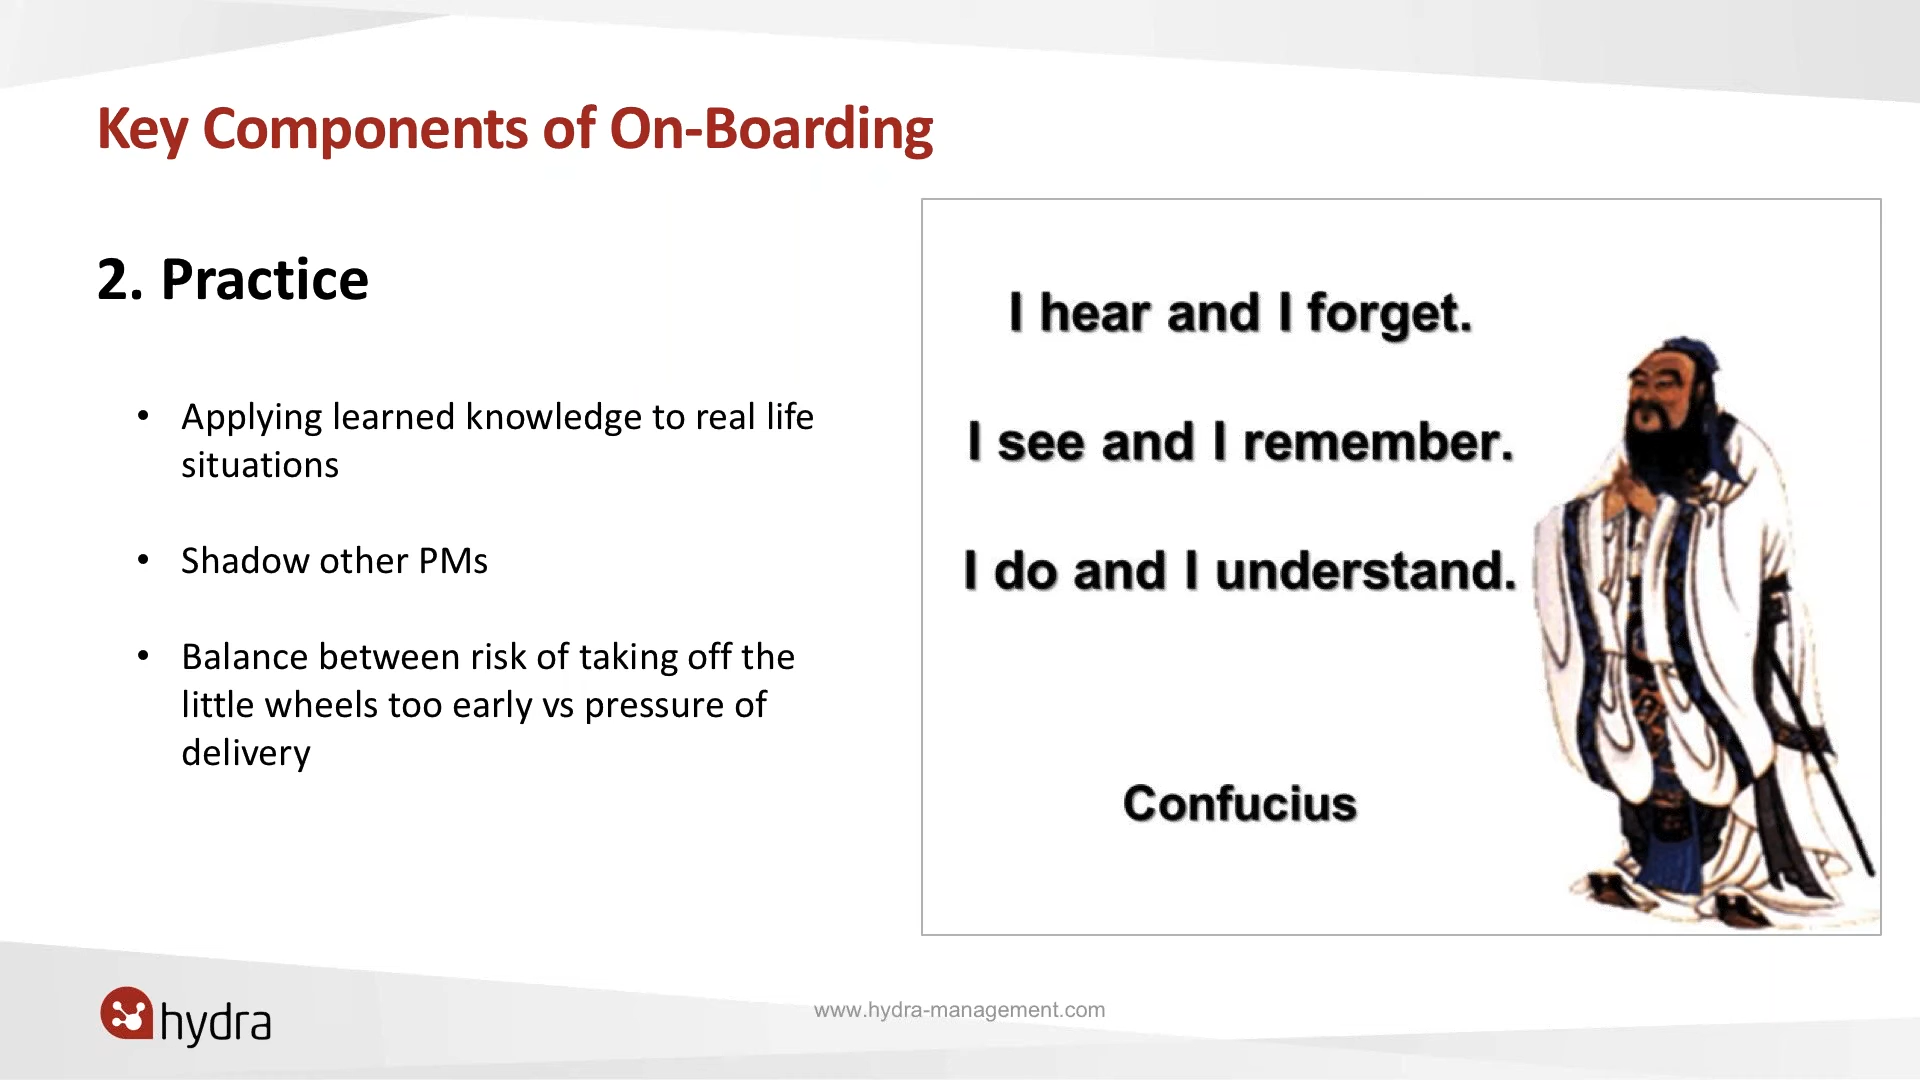 Key Components of On-Boarding
2. Practice
• Applying learned knowledge to real life
situations
• Shadow other PMs
• Balance between risk of taking off the
little wheels too early vs pressure of
delivery
I hear and I forget.
I see and I remember.
I do and I understand.
Confucius
hydra
www.hydra-management.com